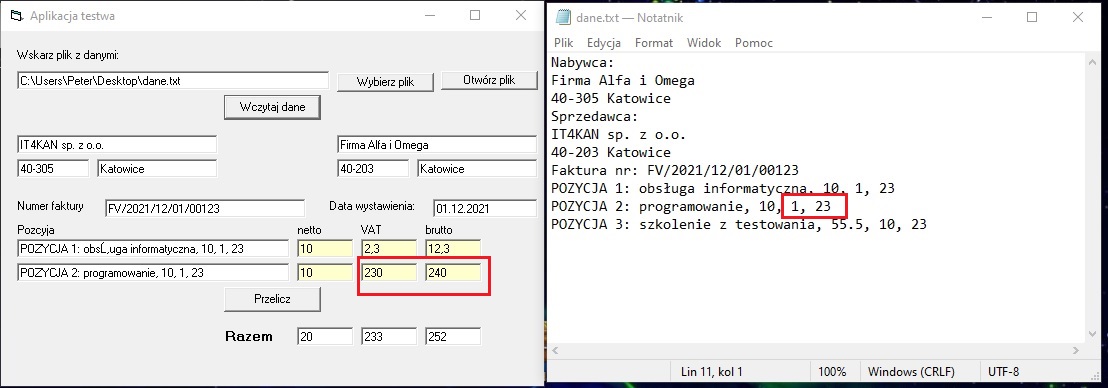 Aplikacja testwa
Wskarz plik z danymi:
C:\Users\Peter\Desktop\dane.txt
Wybierz plik
Otwórz plik
Wczytaj dane
IT4KAN sp. z o.o.
Firma Alfa i Omega
40-305
Katowice
40-203
Katowice
Numer faktury
FV/2021/12/01/00123
Data wystawienia:
01.12.2021
Pozycja
netto
VAT
brutto
POZYCJA 1: obsĹ‚uga informatyczna, 10, 1, 23
10
2,3
12,3
POZYCJA 2: programowanie, 10, 1, 23
10
230
240
Przelicz
Razem
20
233
252
dane.txt — Notatnik
Plik Edycja Format Widok Pomoc
Nabywca:
Firma Alfa i Omega
40-305 Katowice
Sprzedawca:
IT4KAN sp. z o.o.
40-203 Katowice
Faktura nr: FV/2021/12/01/00123
POZYCJA 1: obsługa informatyczna, 10, 1, 23
POZYCJA 2: programowanie, 10, 1, 23
POZYCJA 3: szkolenie z testowania, 55.5, 10, 23
Lin 11, kol 1
100%
Windows (CRLF)
UTF-8